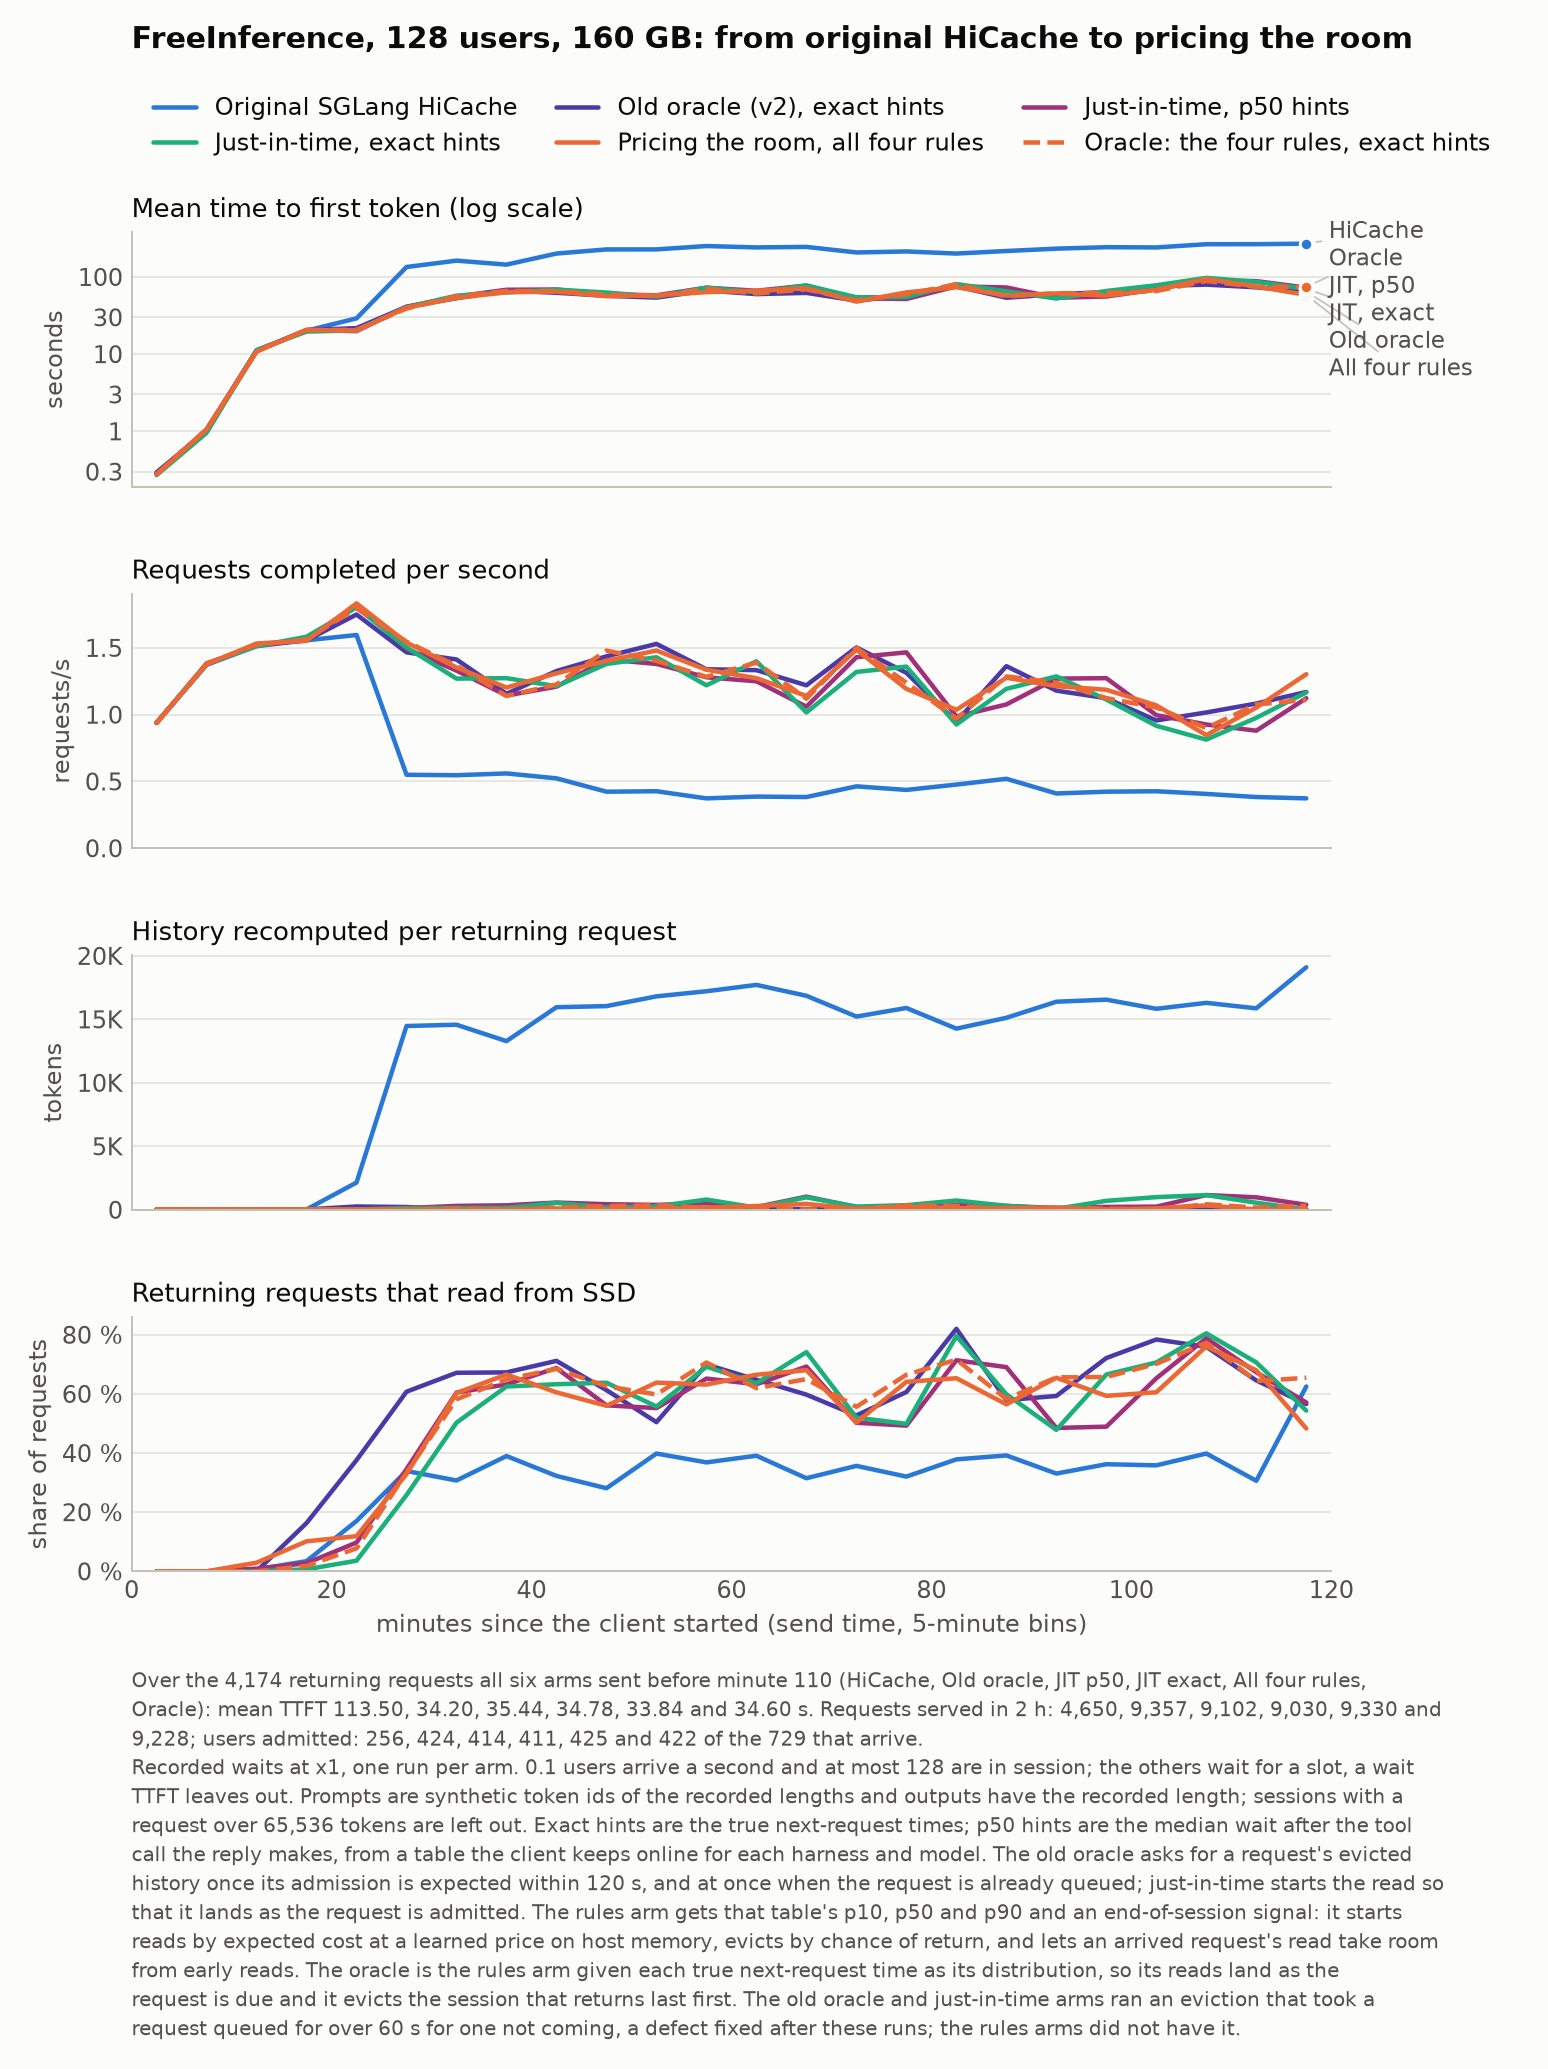 FreeInference, 128 users, 160 GB: from original HiCache to pricing the room
Original SGLang HiCache
Old oracle (v2), exact hints
Just-in-time, p50 hints
Just-in-time, exact hints
Pricing the room, all four rules
Oracle: the four rules, exact hints
Mean time to first token (log scale)
seconds
100
30
10
3
1
0.3
HiCache
Oracle
JIT, p50
JIT, exact
Old oracle
All four rules
Requests completed per second
requests/s
1.5
1.0
0.5
0.0
History recomputed per returning request
tokens
20K
15K
10K
5K
0
Returning requests that read from SSD
share of requests
80 %
60 %
40 %
20 %
0 %
0 20 40 60 80 100 120
minutes since the client started (send time, 5-minute bins)
Over the 4,174 returning requests all six arms sent before minute 110 (HiCache, Old oracle, JIT p50, JIT exact, All four rules,
Oracle): mean TTFT 113.50, 34.20, 35.44, 34.78, 33.84 and 34.60 s. Requests served in 2 h: 4,650, 9,357, 9,102, 9,030, 9,330 and
9,228; users admitted: 256, 424, 414, 411, 425 and 422 of the 729 that arrive.
Recorded waits at x1, one run per arm. 0.1 users arrive a second and at most 128 are in session; the others wait for a slot, a wait
TTFT leaves out. Prompts are synthetic token ids of the recorded lengths and outputs have the recorded length; sessions with a
request over 65,536 tokens are left out. Exact hints are the true next-request times; p50 hints are the median wait after the tool
call the reply makes, from a table the client keeps online for each harness and model. The old oracle asks for a request's evicted
history once its admission is expected within 120 s, and at once when the request is already queued; just-in-time starts the read so
that it lands as the request is admitted. The rules arm gets that table's p10, p50 and p90 and an end-of-session signal: it starts
reads by expected cost at a learned price on host memory, evicts by chance of return, and lets an arrived request's read take room
from early reads. The oracle is the rules arm given each true next-request time as its distribution, so its reads land as the
request is due and it evicts the session that returns last first. The old oracle and just-in-time arms ran an eviction that took a
request queued for over 60 s for one not coming, a defect fixed after these runs; the rules arms did not have it.